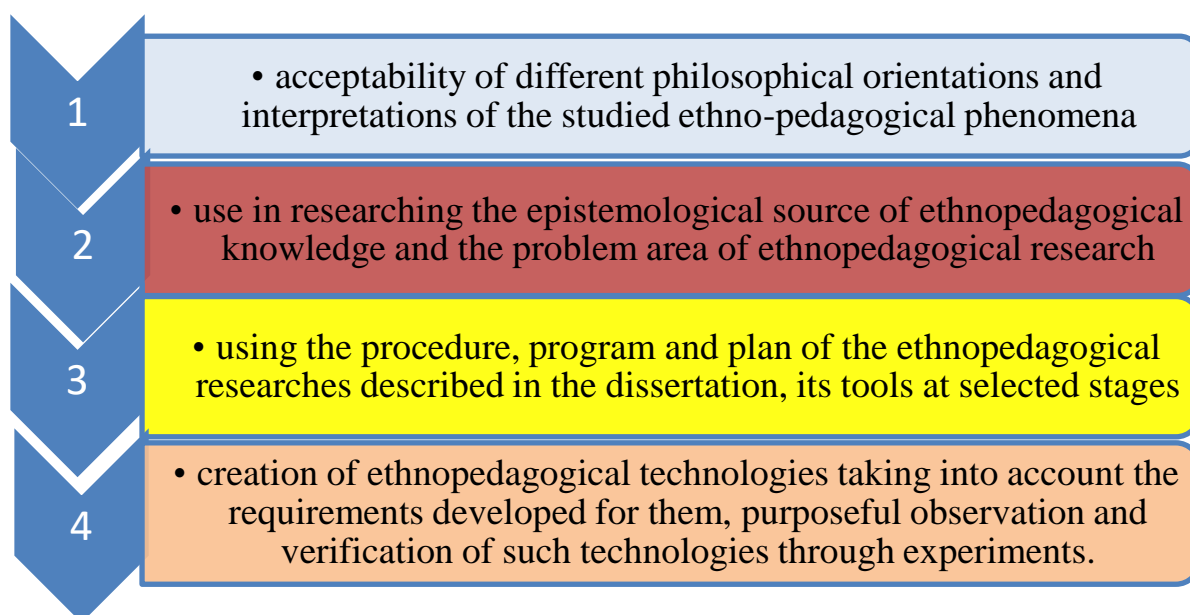 1
• acceptability of different philosophical orientations and
interpretations of the studied ethno-pedagogical phenomena
2
• use in researching the epistemological source of ethnopedagogical
knowledge and the problem area of ethnopedagogical research
3
• using the procedure, program and plan of the ethnopedagogical
researches described in the dissertation, its tools at selected stages
4
• creation of ethnopedagogical technologies taking into account the
requirements developed for them, purposeful observation and
verification of such technologies through experiments.